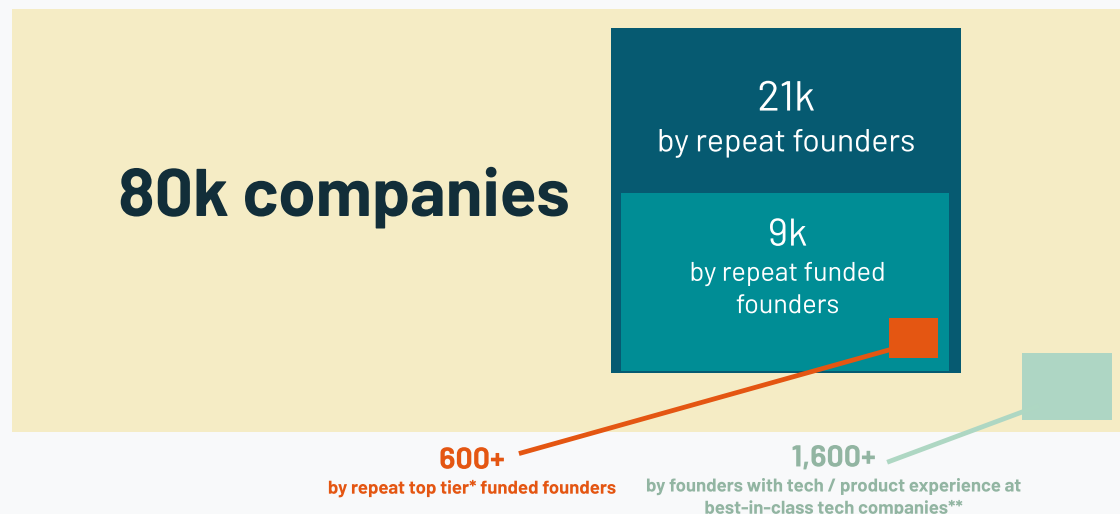 80k companies
21k
by repeat founders
9k
by repeat funded
founders
600+
by repeat top tier* funded founders
1,600+
by founders with tech / product experience at
best-in-class tech companies**